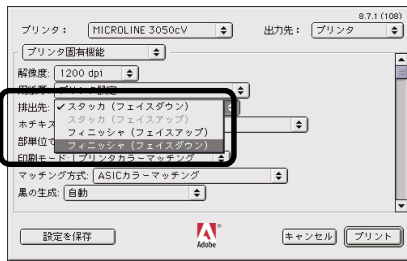 8.7.1 (108)
プリンタ： MICROLINE 3050cV 出力先： プリンタ
プリンタ固有機能
解像度: 1200 dpi
用紙質: プリンタ設定
排出先: ✓スタッカ（フェイスダウン）
スタッカ（フェイスアップ）
ホチキス
フィニッシャ（フェイスアップ）
部単位で
フィニッシャ（フェイスダウン）
印刷モード: プリンタカラーマッチング
マッチング方式: ASICカラーマッチング
黒の生成: 自動
設定を保存 Adobe キャンセル プリント